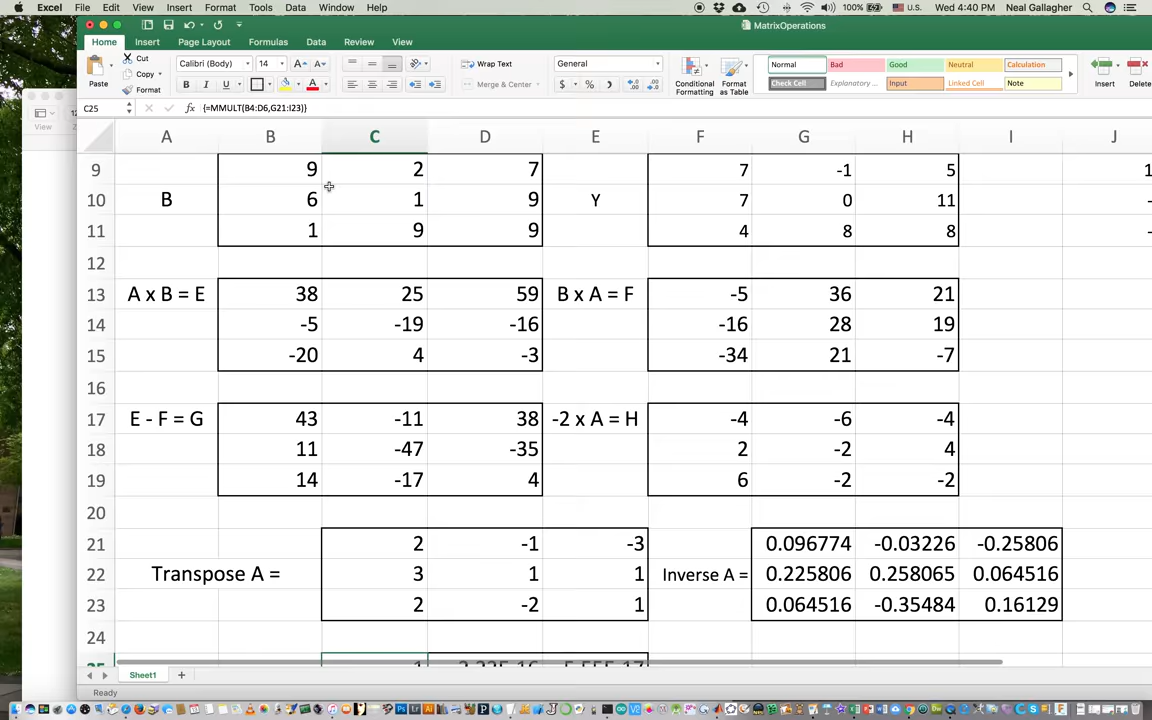 Excel File Edit View Insert Format Tools Data Window Help 100% U.S. Wed 4:40 PM Neal Gallagher
MatrixOperations
Home Insert Page Layout Formulas Data Review View
Paste Cut Copy Format Calibri (Body) 14 Wrap Text Merge & Center General Conditional Formatting Format as Table Normal Bad Good Neutral Calculation Check Cell Explanatory ... Input Linked Cell Note Insert Delete
C25 fx {=MMULT(B4:D6,G21:I23)}
View
A B C D E F G H I J
9 9 2 7 7 -1 5
10 B 6 1 9 Y 7 0 11
11 1 9 9 4 8 8
12
13 A x B = E 38 25 59 B x A = F -5 36 21
14 -5 -19 -16 -16 28 19
15 -20 4 -3 -34 21 -7
16
17 E - F = G 43 -11 38 -2 x A = H -4 -6 -4
18 11 -47 -35 2 -2 4
19 14 -17 4 6 -2 -2
20
21 2 -1 -3 0.096774 -0.03226 -0.25806
22 Transpose A = 3 1 1 Inverse A = 0.225806 0.258065 0.064516
23 2 -2 1 0.064516 -0.35484 0.16129
24
Sheet1
Ready